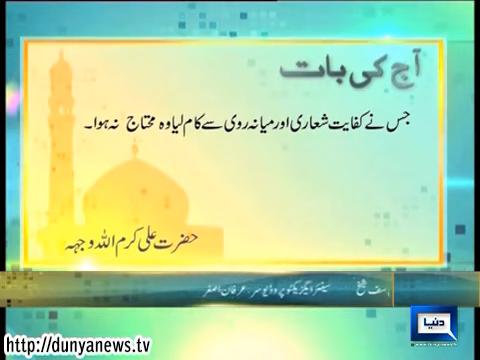 آج کی بات
جس نے کفایت شعاری اور میانہ روی سے کام لیا وہ محتاج نہ ہوا۔
حضرت علی کرم اللہ وجہہ
سینئر ایگزیکٹو پروڈیوسر: عرفان اصغر
دنیا
http://dunyanews.tv